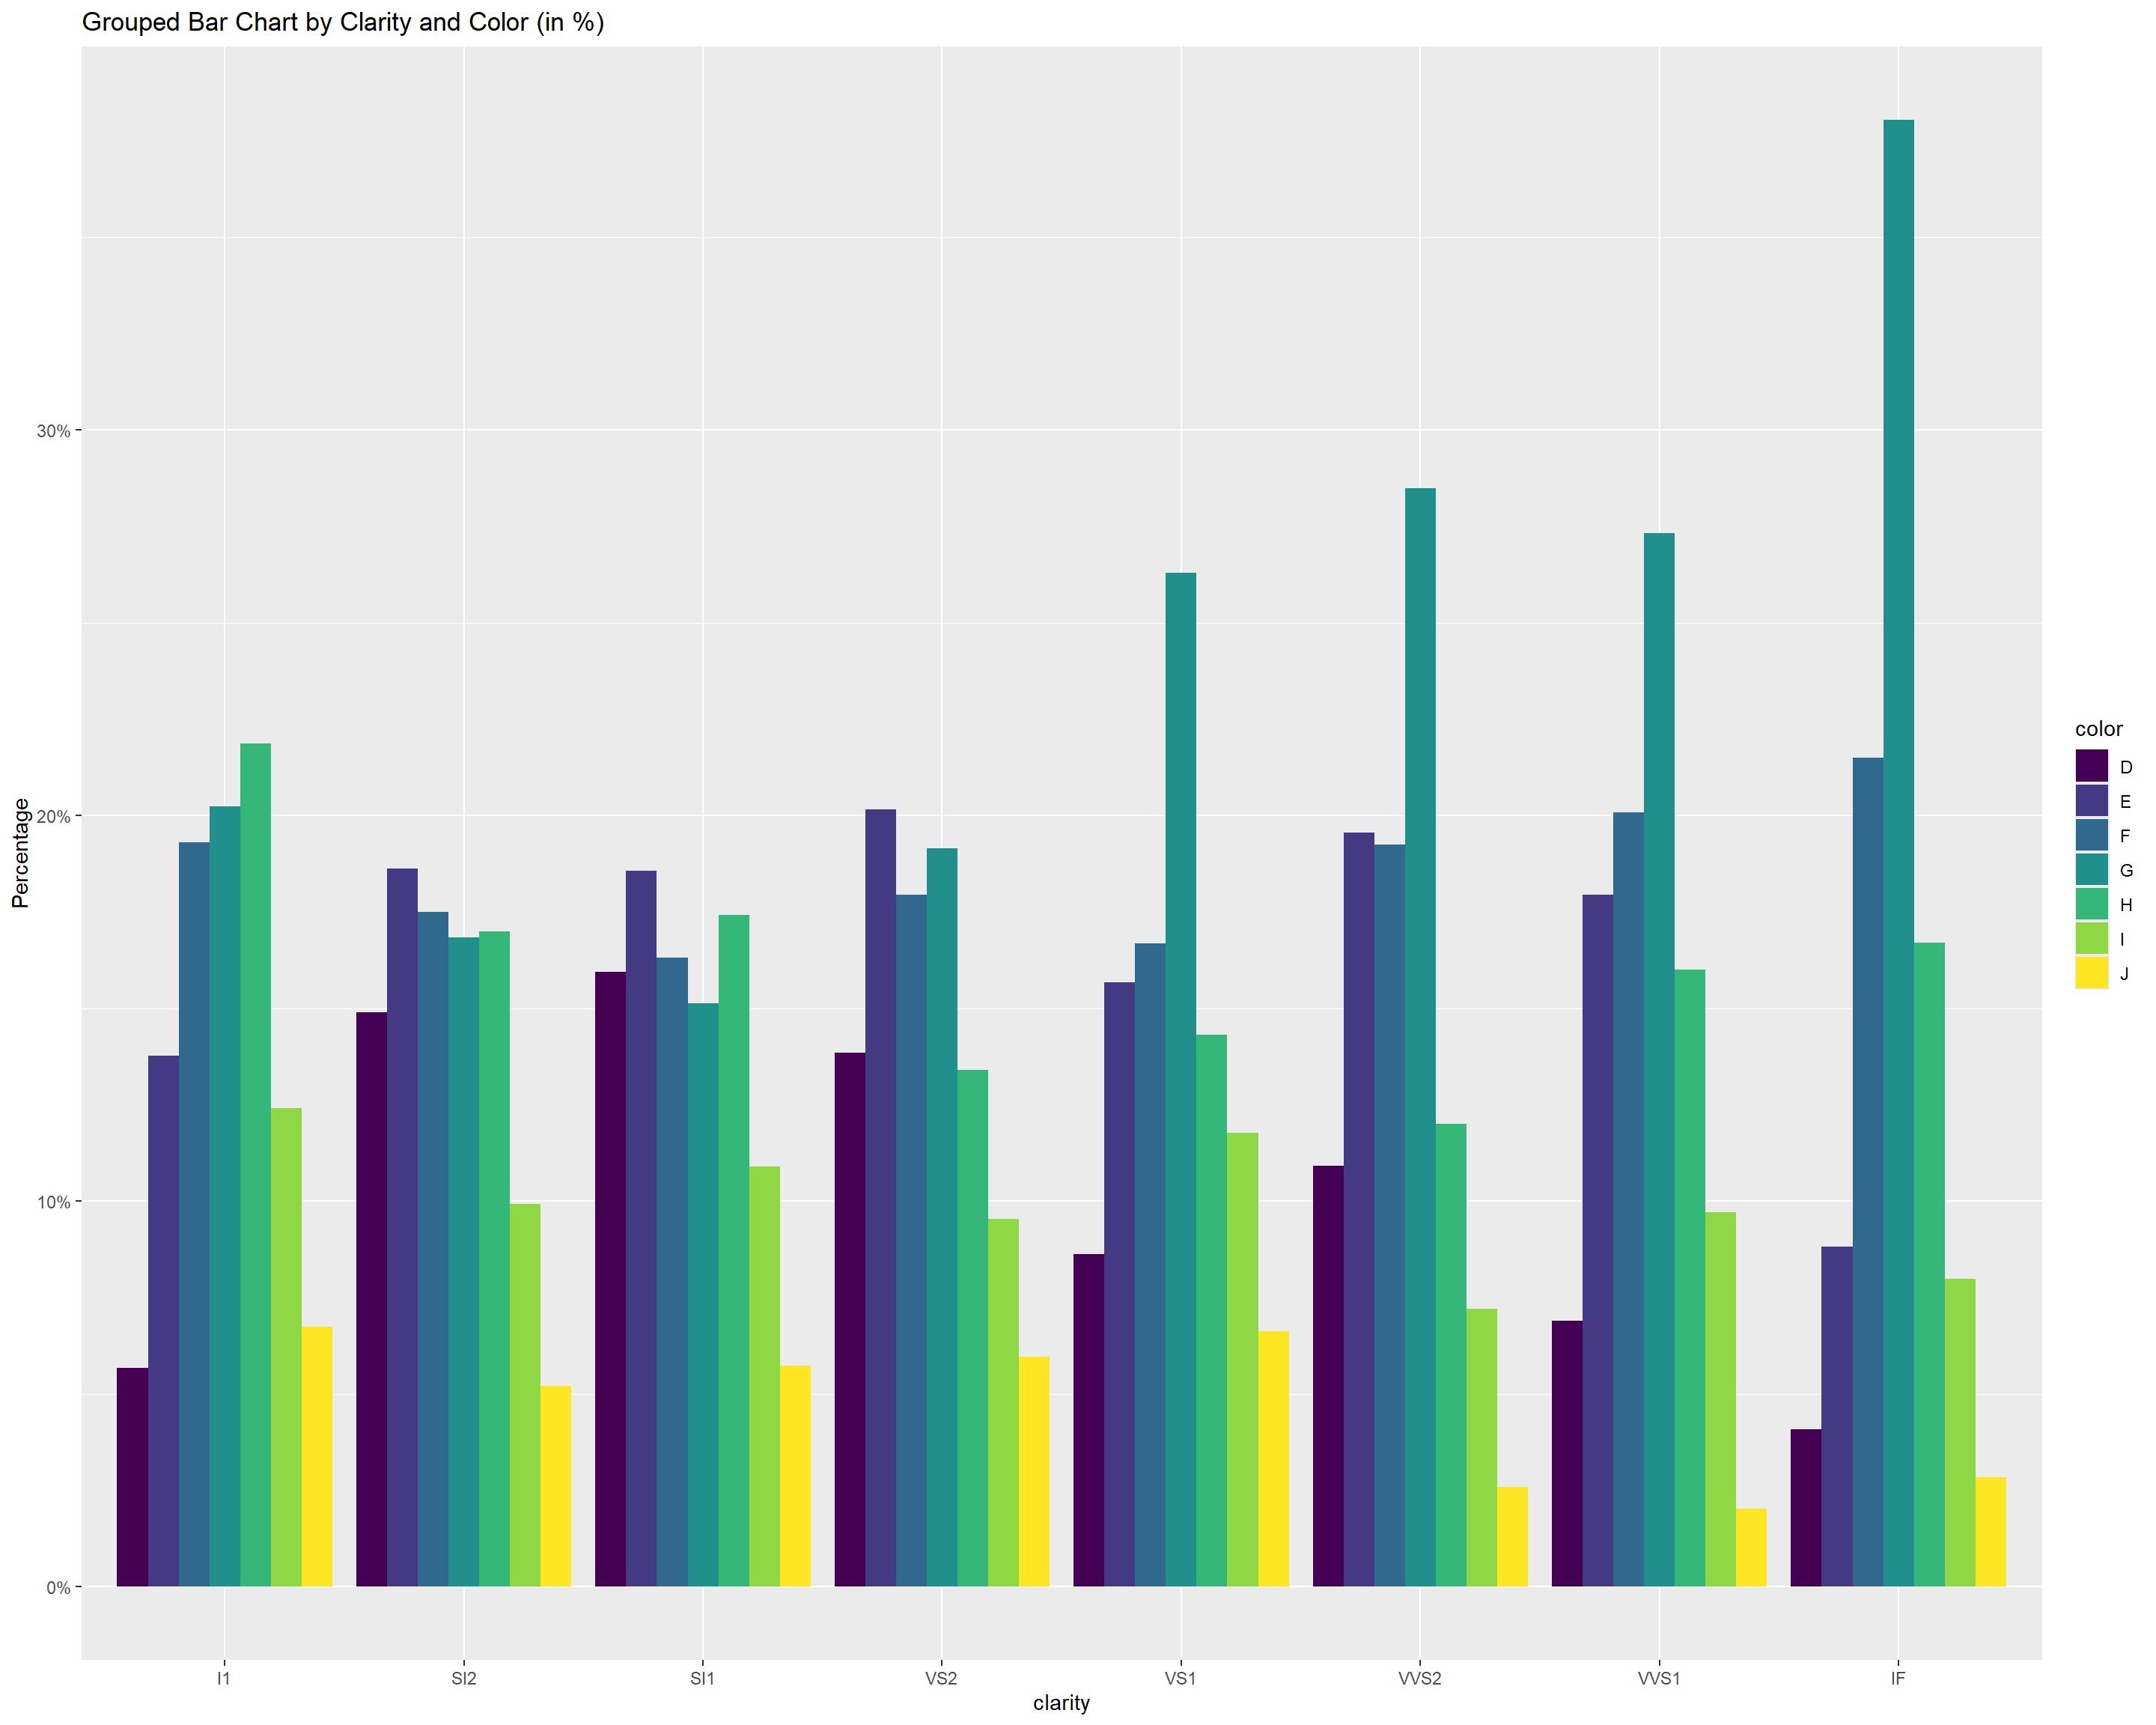 Grouped Bar Chart by Clarity and Color (in %)
Percentage
30%
20%
10%
0%
I1 SI2 SI1 VS2 VS1 VVS2 VVS1 IF
clarity
color
D
E
F
G
H
I
J